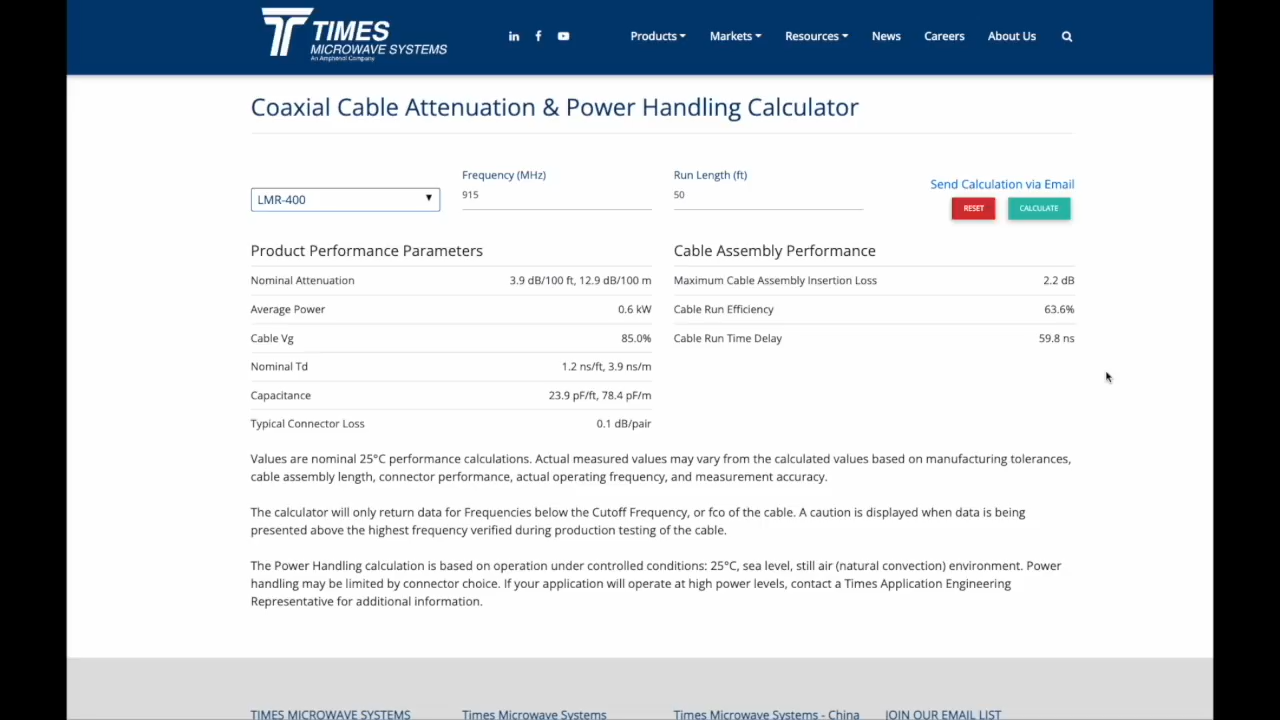 TIMES
MICROWAVE SYSTEMS
An Amphenol Company
Products Markets Resources News Careers About Us
Coaxial Cable Attenuation & Power Handling Calculator
LMR-400
Frequency (MHz)
915
Run Length (ft)
50
Send Calculation via Email
RESET CALCULATE
Product Performance Parameters
Nominal Attenuation 3.9 dB/100 ft, 12.9 dB/100 m
Average Power 0.6 kW
Cable Vg 85.0%
Nominal Td 1.2 ns/ft, 3.9 ns/m
Capacitance 23.9 pF/ft, 78.4 pF/m
Typical Connector Loss 0.1 dB/pair
Cable Assembly Performance
Maximum Cable Assembly Insertion Loss 2.2 dB
Cable Run Efficiency 63.6%
Cable Run Time Delay 59.8 ns
Values are nominal 25°C performance calculations. Actual measured values may vary from the calculated values based on manufacturing tolerances,
cable assembly length, connector performance, actual operating frequency, and measurement accuracy.
The calculator will only return data for Frequencies below the Cutoff Frequency, or fco of the cable. A caution is displayed when data is being
presented above the highest frequency verified during production testing of the cable.
The Power Handling calculation is based on operation under controlled conditions: 25°C, sea level, still air (natural convection) environment. Power
handling may be limited by connector choice. If your application will operate at high power levels, contact a Times Application Engineering
Representative for additional information.
TIMES MICROWAVE SYSTEMS Times Microwave Systems Times Microwave Systems - China JOIN OUR EMAIL LIST